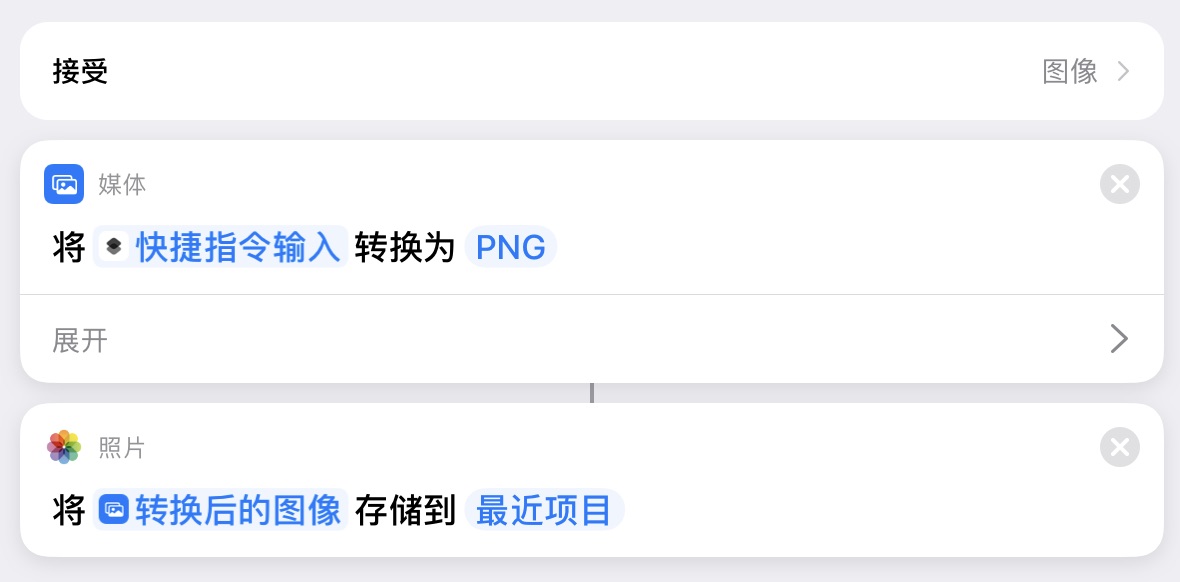 接受 图像
媒体
将 快捷指令输入 转换为 PNG
展开
照片
将 转换后的图像 存储到 最近项目